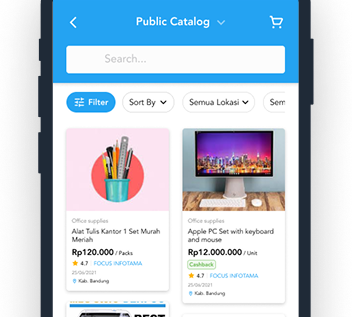 Public Catalog
Search...
Filter
Sort By
Semua Lokasi
Sem
Office supplies
Alat Tulis Kantor 1 Set Murah
Meriah
Rp120.000 / Packs
4.7 FOCUS INFOTAMA
25/06/2021
Kab. Bandung
Office supplies
Apple PC Set with keyboard
and mouse
Rp12.000.000 / Unit
Cashback
4.7 FOCUS INFOTAMA
25/06/2021
Kab. Bandung